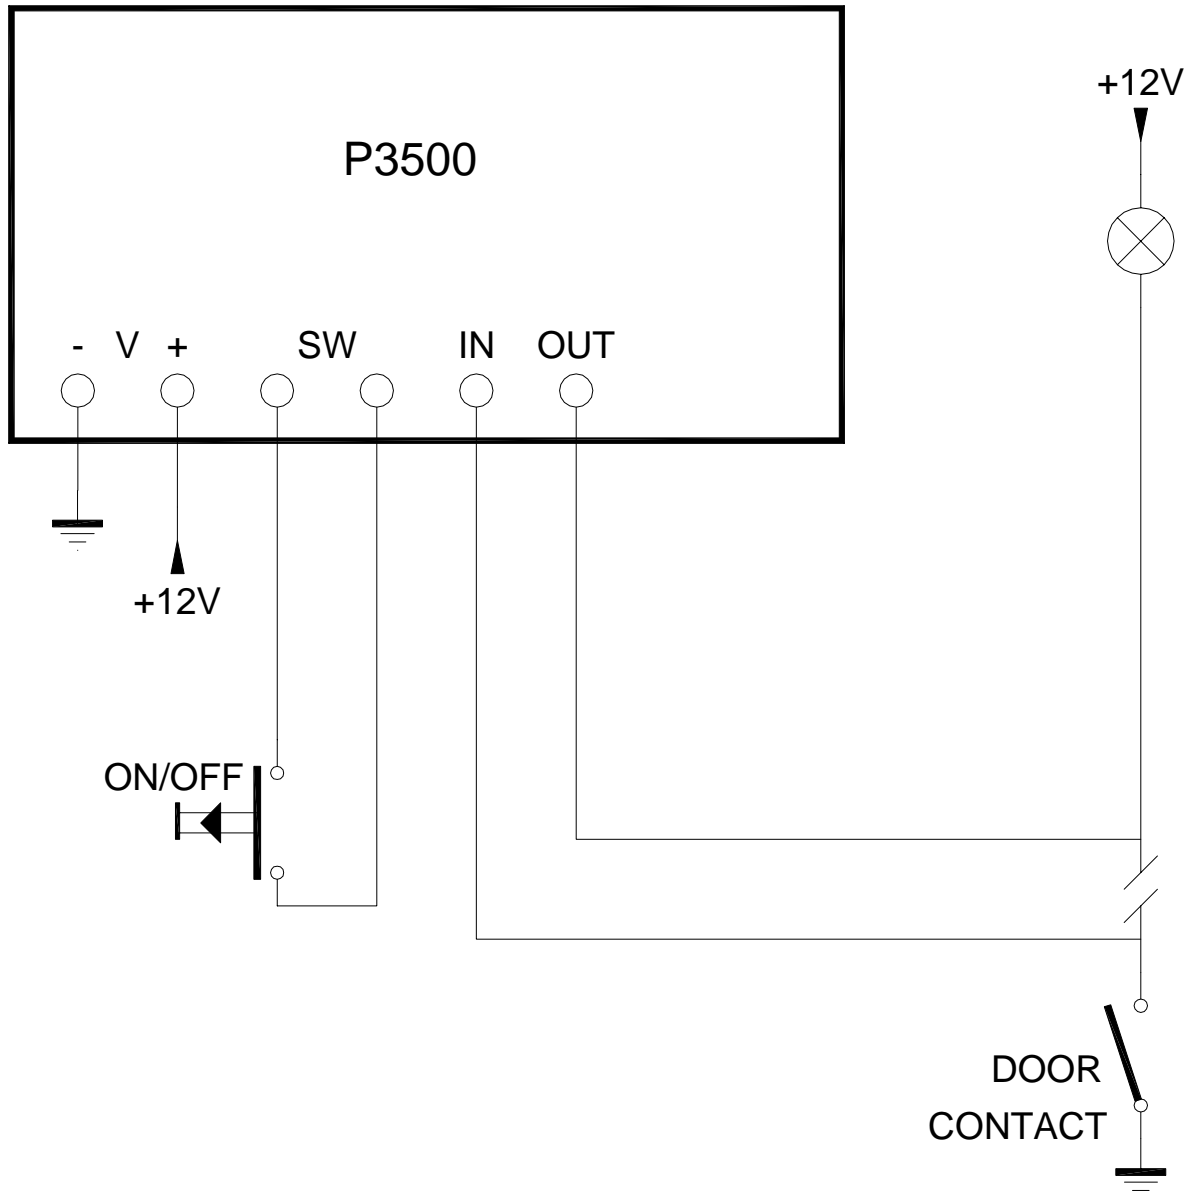 +12V
P3500
- V + SW IN OUT
+12V
ON/OFF
DOOR
CONTACT